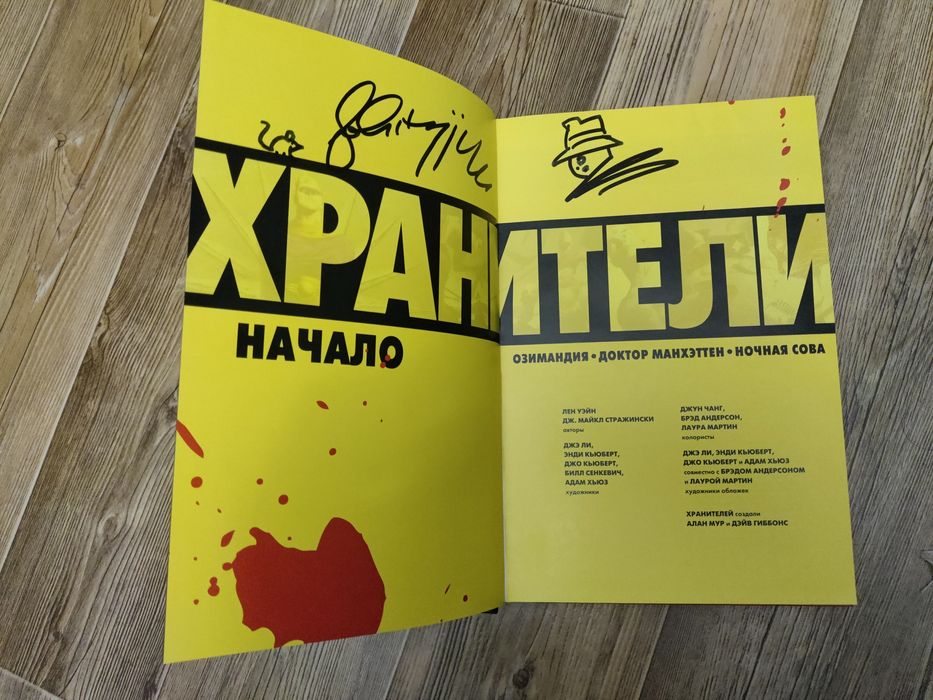 ХРАНИТЕЛИ
НАЧАЛО
ОЗИМАНДИЯ • ДОКТОР МАНХЭТТЕН • НОЧНАЯ СОВА
ЛЕН УЭЙН
ДЖ. МАЙКЛ СТРАЖИНСКИ
авторы
ДЖЭ ЛИ,
ЭНДИ КЬЮБЕРТ,
ДЖО КЬЮБЕРТ,
БИЛЛ СЕНКЕВИЧ,
АДАМ ХЬЮЗ
художники
ДЖУН ЧАНГ,
БРЭД АНДЕРСОН,
ЛАУРА МАРТИН
колористы
ДЖЭ ЛИ, ЭНДИ КЬЮБЕРТ,
ДЖО КЬЮБЕРТ и АДАМ ХЬЮЗ
совместно с БРЭДОМ АНДЕРСОНОМ
и ЛАУРОЙ МАРТИН
художники обложек
ХРАНИТЕЛЕЙ создали
АЛАН МУР и ДЭЙВ ГИББОНС